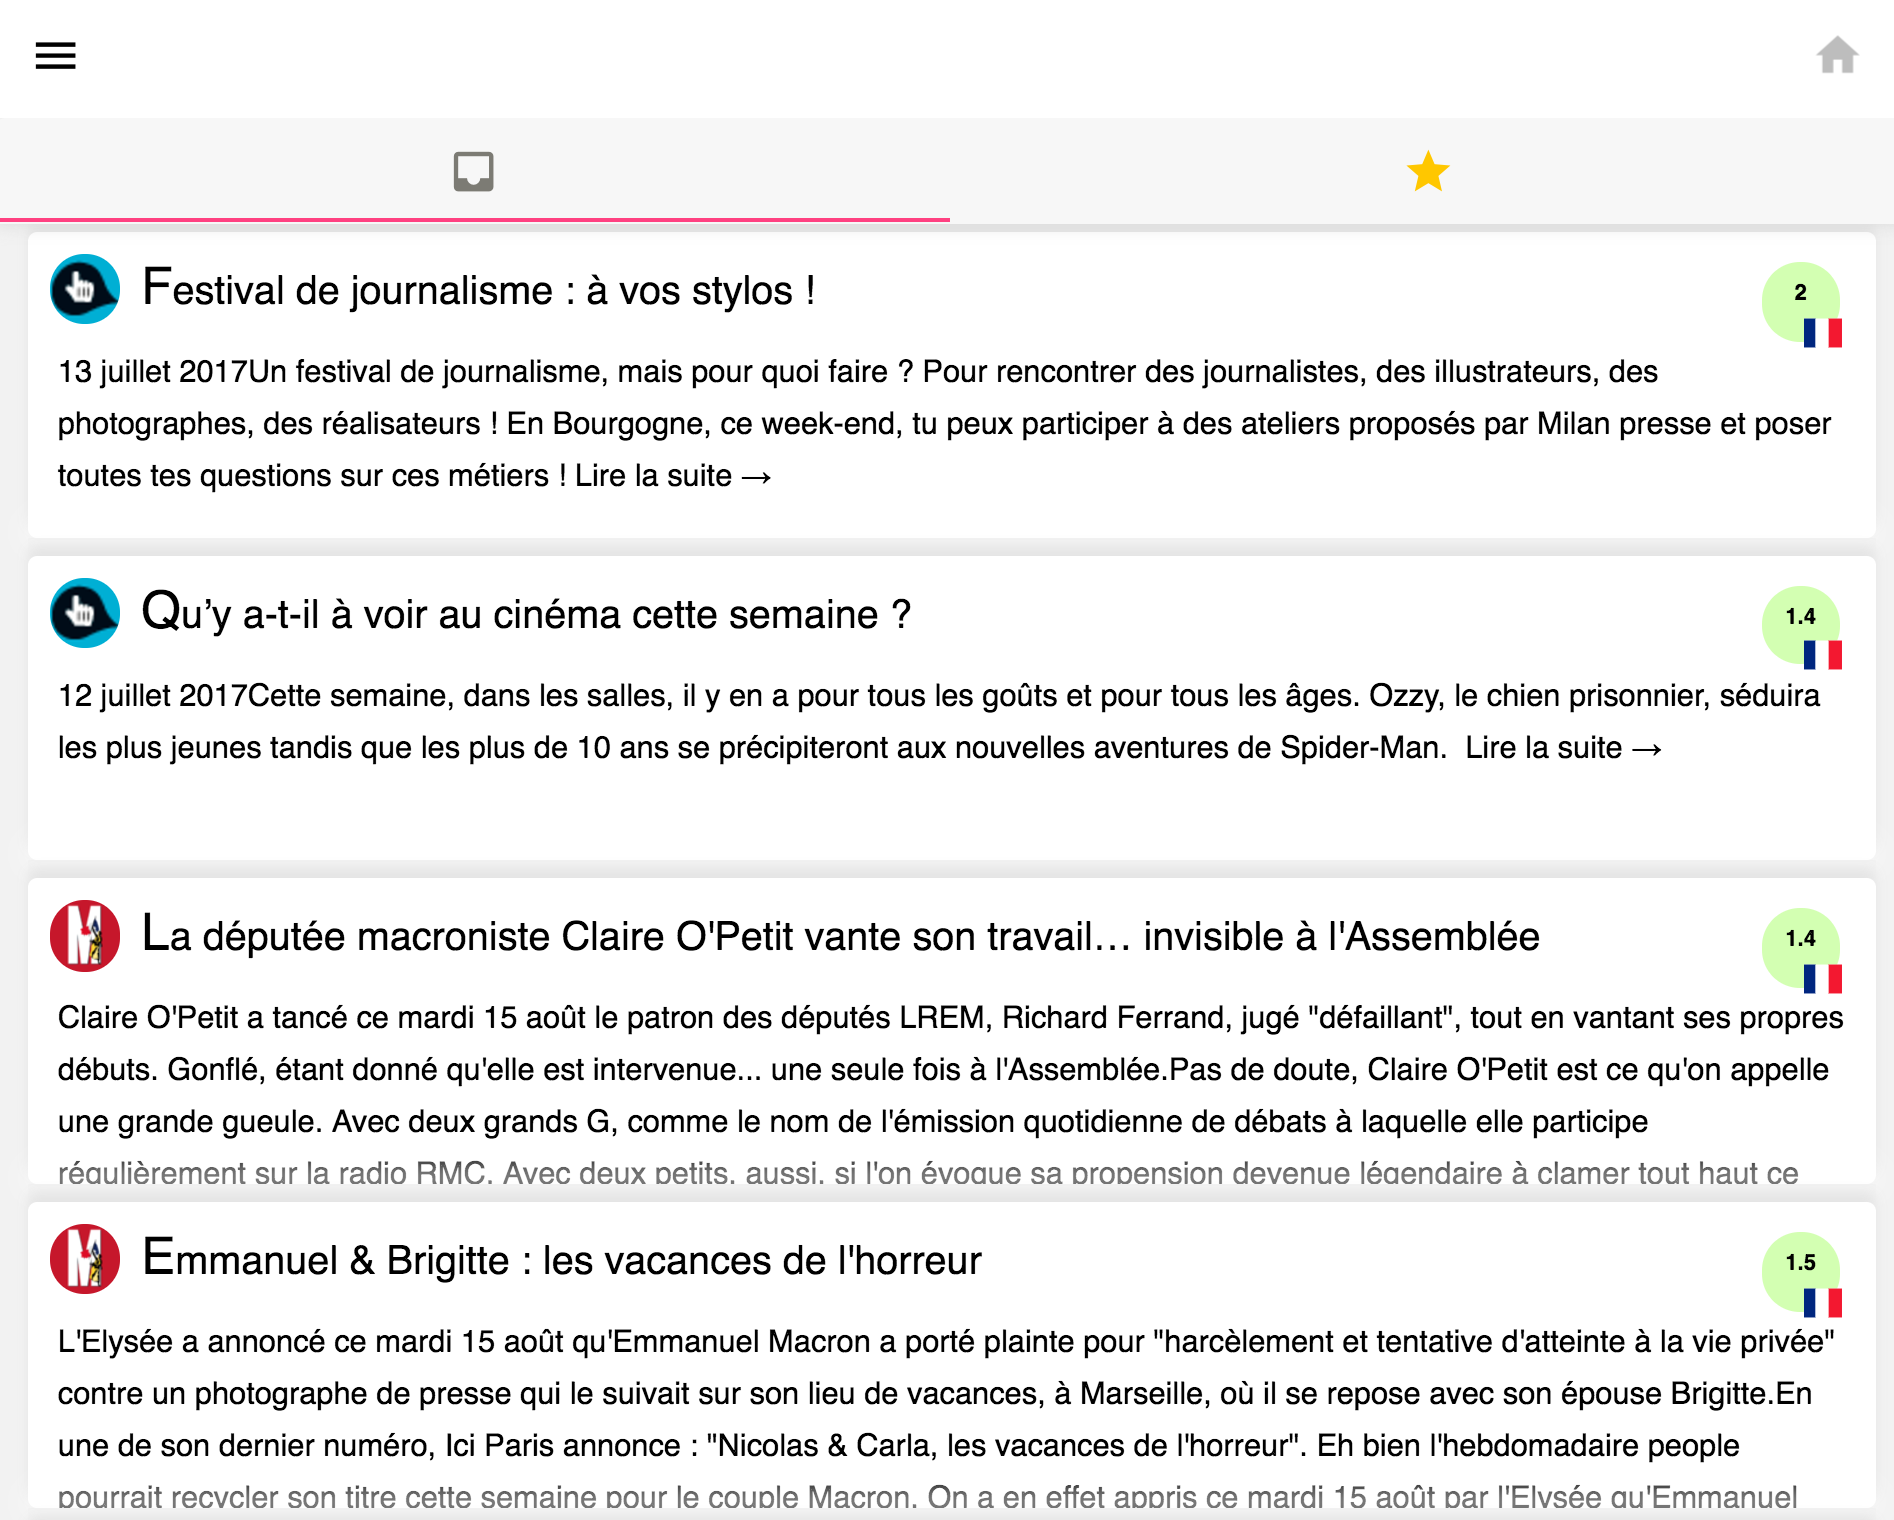 Festival de journalisme : à vos stylos !
2
13 juillet 2017Un festival de journalisme, mais pour quoi faire ? Pour rencontrer des journalistes, des illustrateurs, des
photographes, des réalisateurs ! En Bourgogne, ce week-end, tu peux participer à des ateliers proposés par Milan presse et poser
toutes tes questions sur ces métiers ! Lire la suite →
Qu’y a-t-il à voir au cinéma cette semaine ?
1.4
12 juillet 2017Cette semaine, dans les salles, il y en a pour tous les goûts et pour tous les âges. Ozzy, le chien prisonnier, séduira
les plus jeunes tandis que les plus de 10 ans se précipiteront aux nouvelles aventures de Spider-Man.  Lire la suite →
M
La députée macroniste Claire O'Petit vante son travail… invisible à l'Assemblée
1.4
Claire O'Petit a tancé ce mardi 15 août le patron des députés LREM, Richard Ferrand, jugé "défaillant", tout en vantant ses propres
débuts. Gonflé, étant donné qu'elle est intervenue... une seule fois à l'Assemblée.Pas de doute, Claire O'Petit est ce qu'on appelle
une grande gueule. Avec deux grands G, comme le nom de l'émission quotidienne de débats à laquelle elle participe
régulièrement sur la radio RMC. Avec deux petits, aussi, si l'on évoque sa propension devenue légendaire à clamer tout haut ce
M
Emmanuel & Brigitte : les vacances de l'horreur
1.5
L'Elysée a annoncé ce mardi 15 août qu'Emmanuel Macron a porté plainte pour "harcèlement et tentative d'atteinte à la vie privée"
contre un photographe de presse qui le suivait sur son lieu de vacances, à Marseille, où il se repose avec son épouse Brigitte.En
une de son dernier numéro, Ici Paris annonce : "Nicolas & Carla, les vacances de l'horreur". Eh bien l'hebdomadaire people
pourrait recycler son titre cette semaine pour le couple Macron. On a en effet appris ce mardi 15 août par l'Elysée qu'Emmanuel